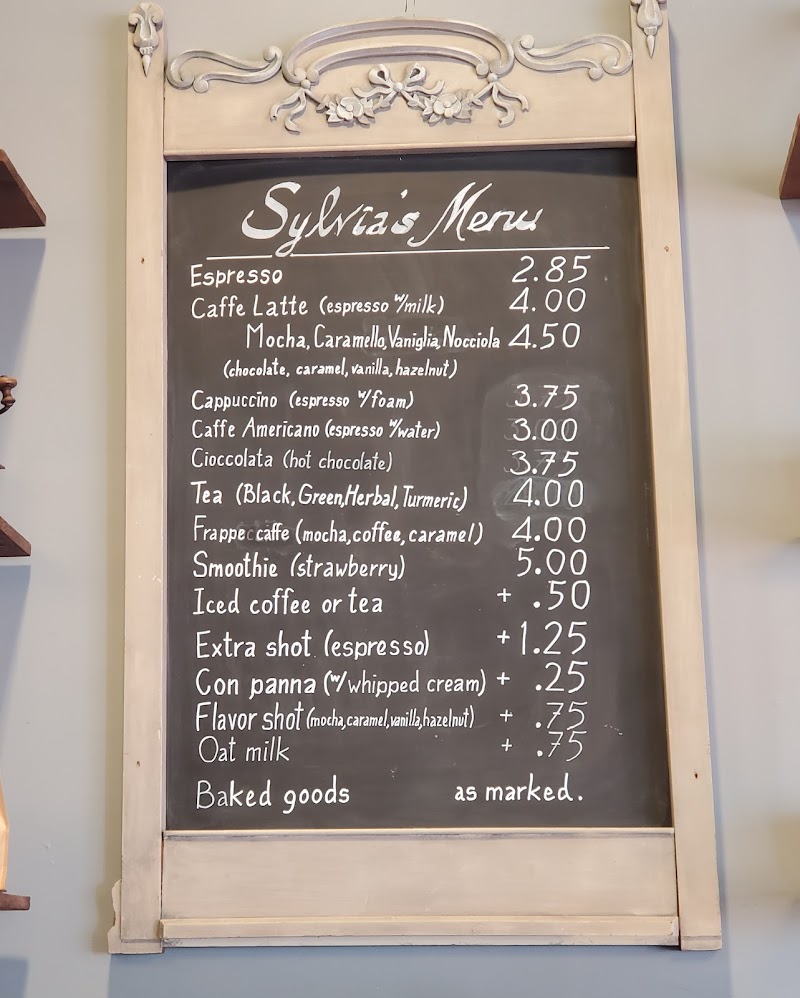 Sylvia's Menu
Espresso 2.85
Caffe Latte (espresso w/milk) 4.00
Mocha, Caramello, Vaniglia, Nocciola 4.50
(chocolate, caramel, vanilla, hazelnut)
Cappuccino (espresso w/foam) 3.75
Caffe Americano (espresso w/water) 3.00
Cioccolata (hot chocolate) 3.75
Tea (Black, Green, Herbal, Turmeric) 4.00
Frappe caffe (mocha, coffee, caramel) 4.00
Smoothie (strawberry) 5.00
Iced coffee or tea + .50
Extra shot (espresso) +1.25
Con panna (w/whipped cream) + .25
Flavor shot (mocha, caramel, vanilla, hazelnut) + .75
Oat milk + .75
Baked goods as marked.